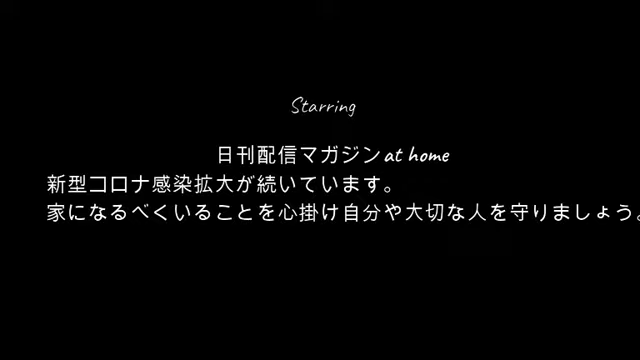 Starring
日刊配信マガジンat home
新型コロナ感染拡大が続いています。
家になるべくいることを心掛け自分や大切な人を守りましょう。